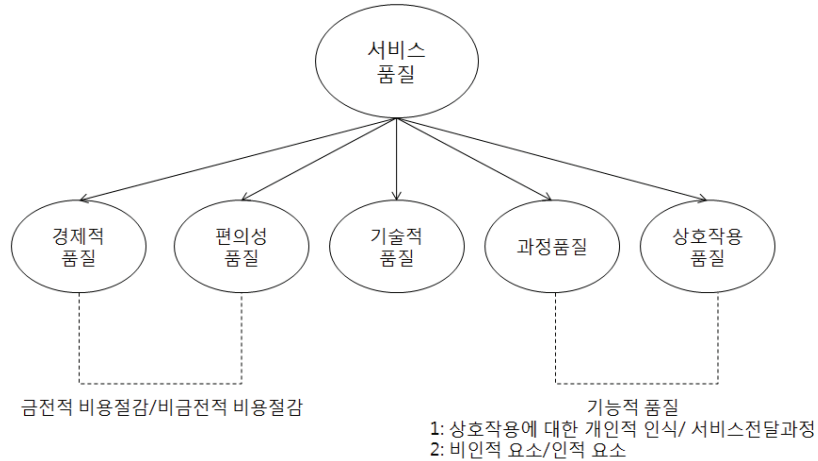 서비스
품질
경제적
품질
편의성
품질
기술적
품질
과정품질
상호작용
품질
금전적 비용절감/비금전적 비용절감
기능적 품질
1: 상호작용에 대한 개인적 인식/ 서비스전달과정
2: 비인적 요소/인적 요소